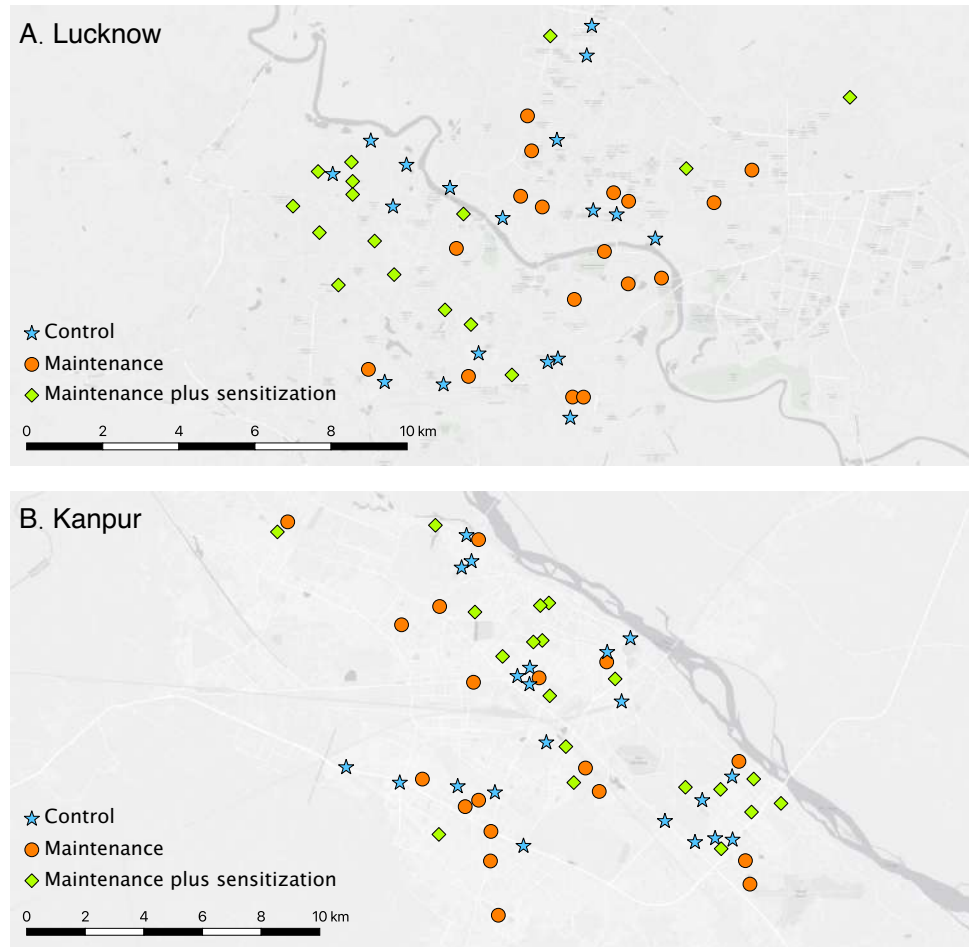 A. Lucknow
Control
Maintenance
Maintenance plus sensitization
0 2 4 6 8 10 km
B. Kanpur
Control
Maintenance
Maintenance plus sensitization
0 2 4 6 8 10 km